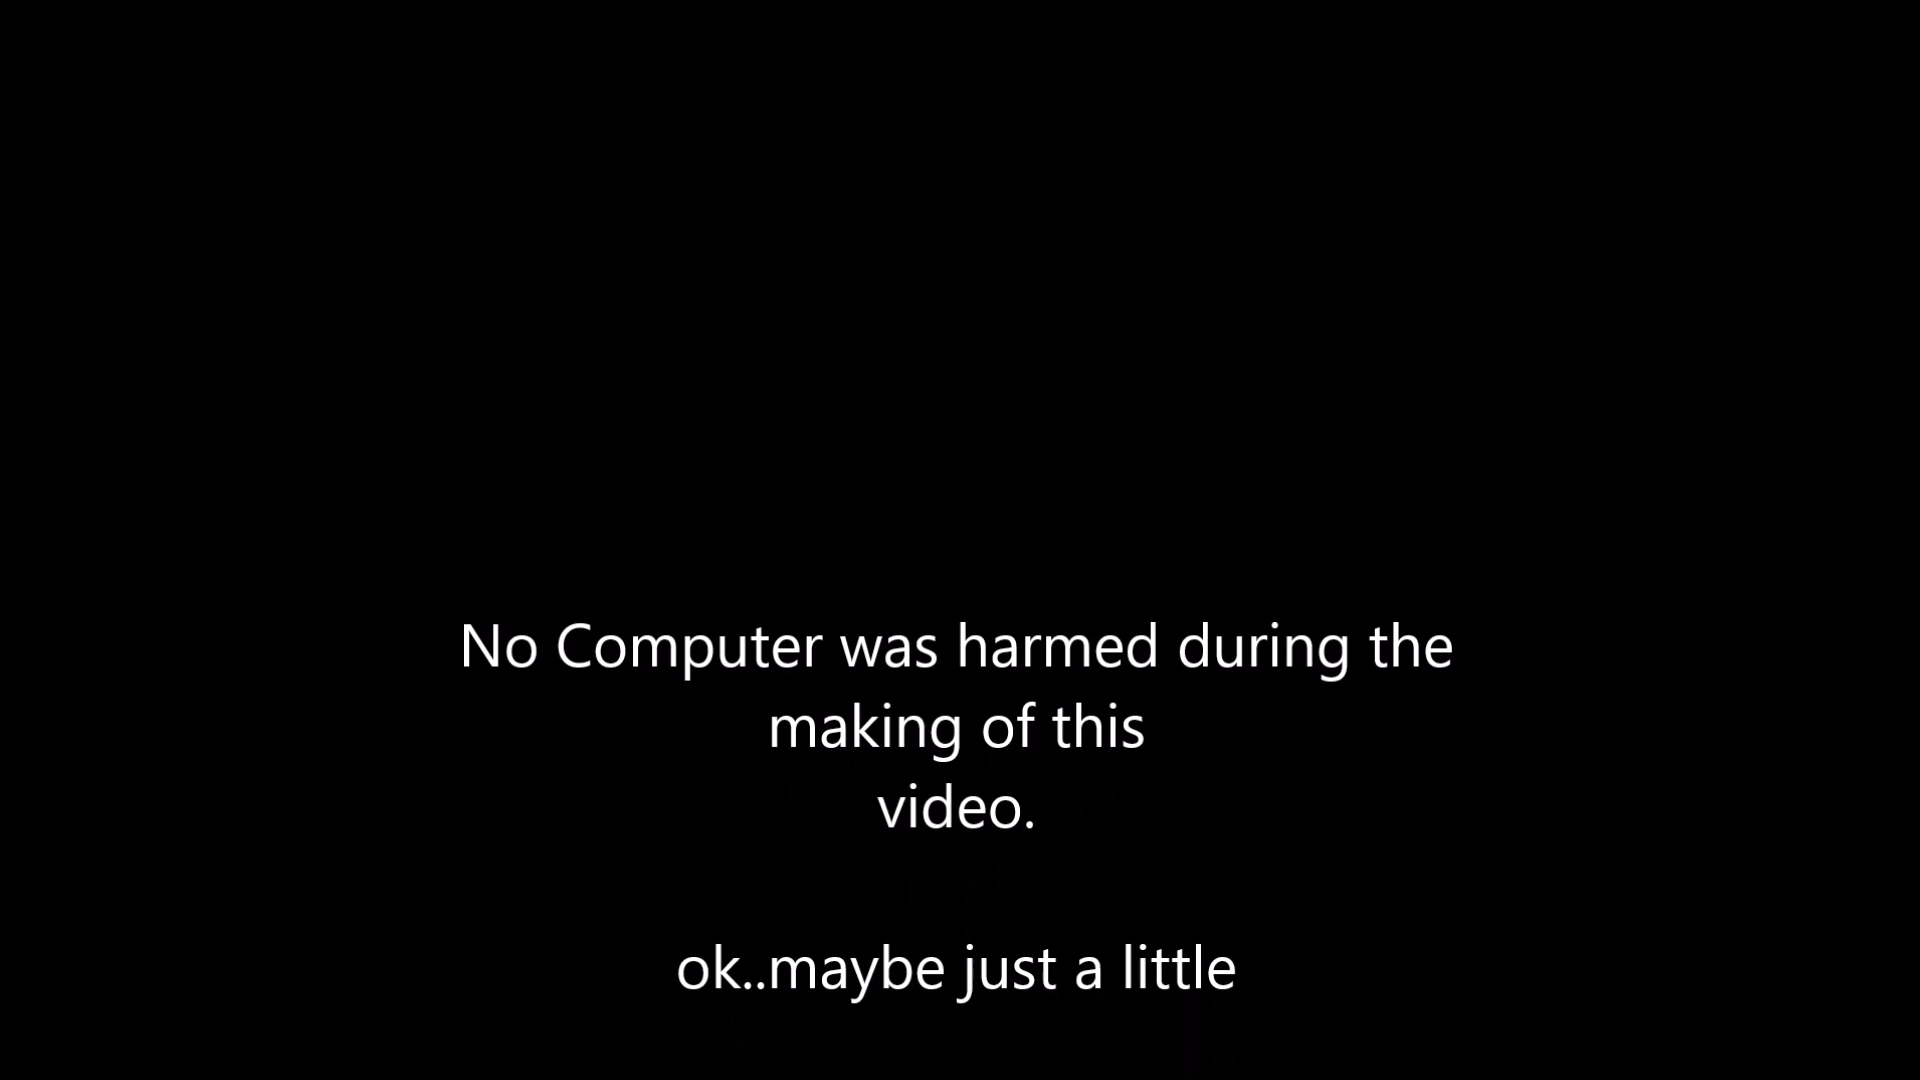 No Computer was harmed during the
making of this
video.
ok..maybe just a little